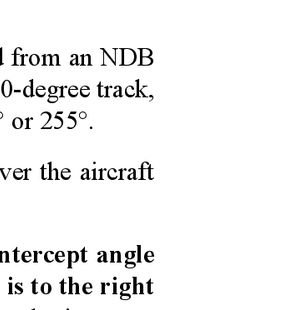 from an NDB
0-degree track,
° or 255°.
ver the aircraft
ntercept angle
is to the right